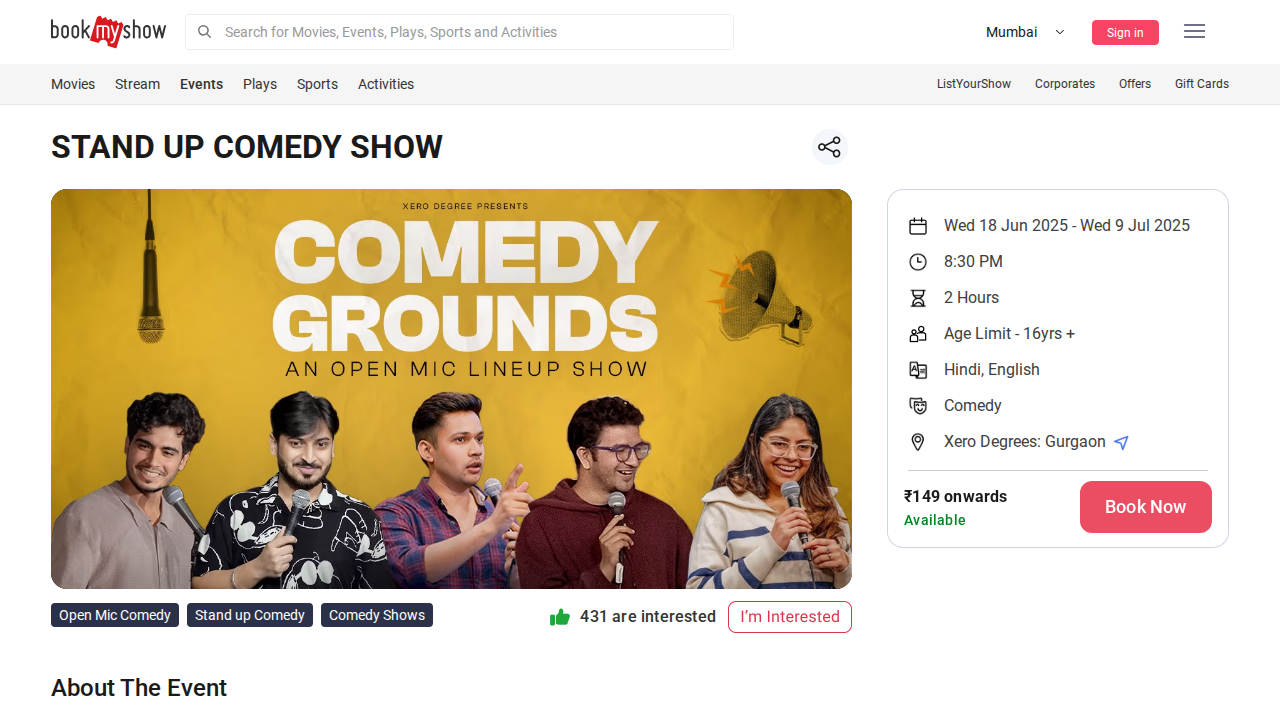 bookmyshow
Search for Movies, Events, Plays, Sports and Activities
Mumbai
Sign in
Movies
Stream
Events
Plays
Sports
Activities
ListYourShow
Corporates
Offers
Gift Cards
STAND UP COMEDY SHOW
XERO DEGREE PRESENTS
COMEDY
GROUNDS
AN OPEN MIC LINEUP SHOW
Wed 18 Jun 2025 - Wed 9 Jul 2025
8:30 PM
2 Hours
Age Limit - 16yrs +
Hindi, English
Comedy
Xero Degrees: Gurgaon
₹149 onwards
Available
Book Now
Open Mic Comedy
Stand up Comedy
Comedy Shows
431 are interested
I’m Interested
About The Event